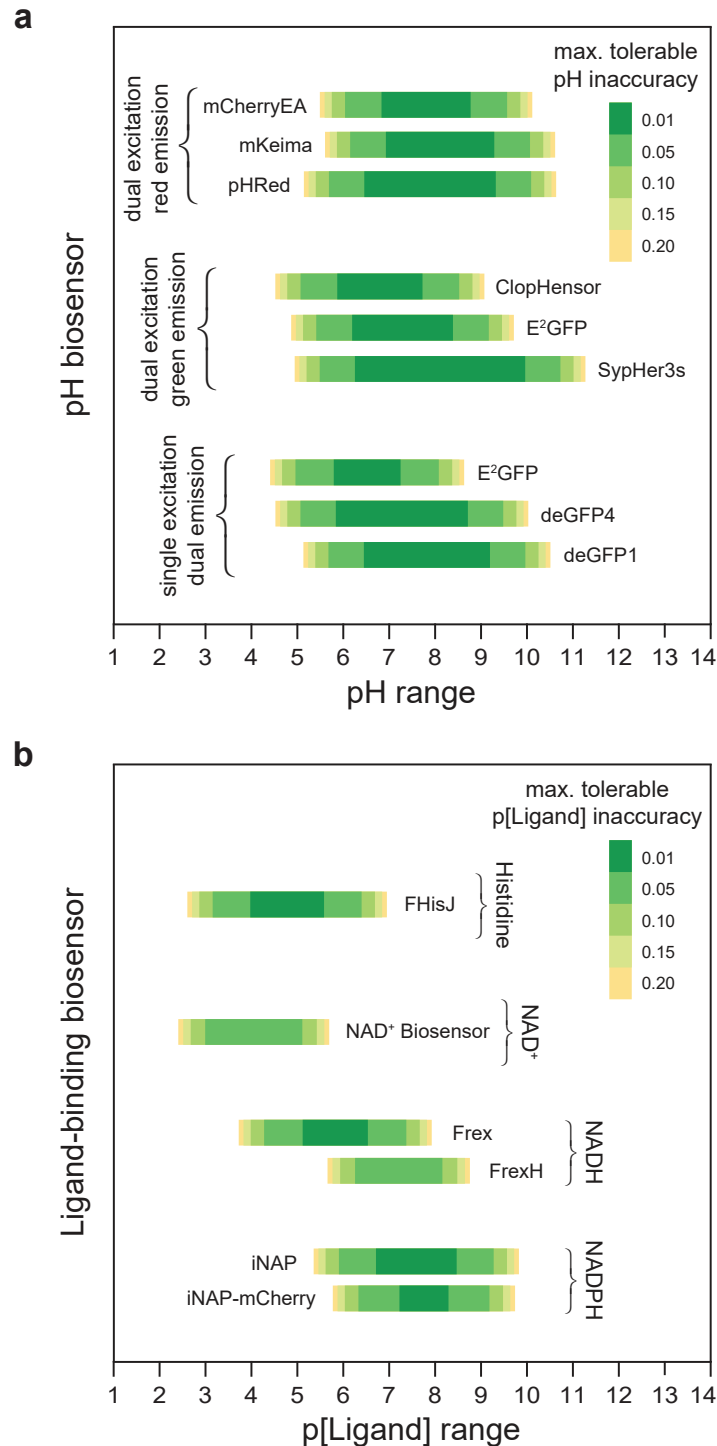 a
max. tolerable
pH inaccuracy
0.01
0.05
0.10
0.15
0.20
pH biosensor
dual excitation
red emission
mCherryEA
mKeima
pHRed
dual excitation
green emission
ClopHensor
E²GFP
SypHer3s
single excitation
dual emission
E²GFP
deGFP4
deGFP1
1 2 3 4 5 6 7 8 9 10 11 12 13 14
pH range
b
max. tolerable
p[Ligand] inaccuracy
0.01
0.05
0.10
0.15
0.20
Ligand-binding biosensor
FHisJ
Histidine
NAD⁺ Biosensor
NAD⁺
Frex
FrexH
NADH
iNAP
iNAP-mCherry
NADPH
1 2 3 4 5 6 7 8 9 10 11 12 13 14
p[Ligand] range